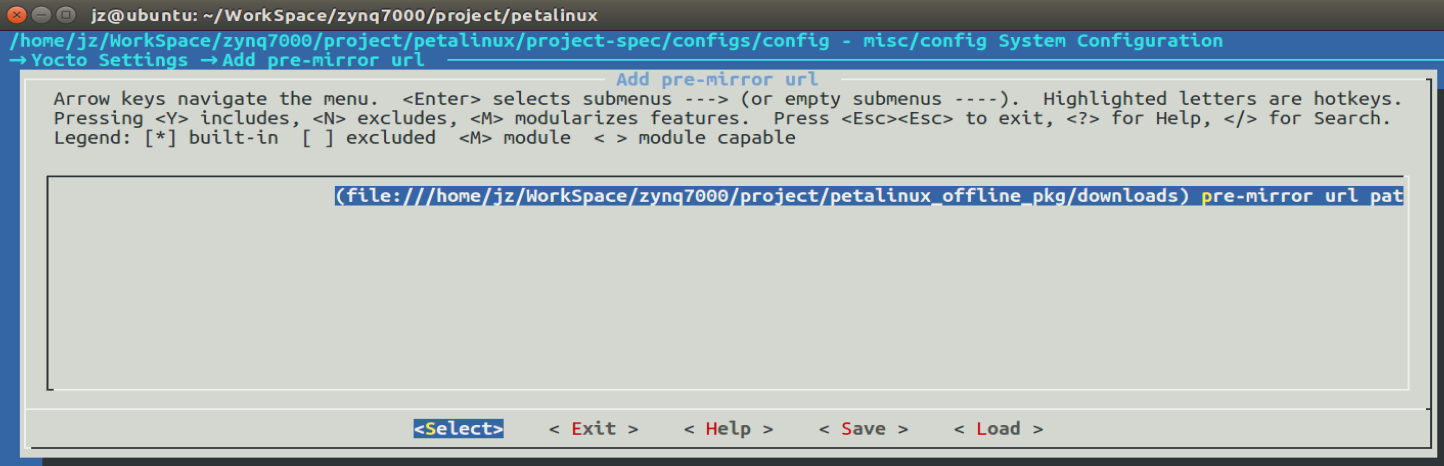 jz@ubuntu: ~/WorkSpace/zynq7000/project/petalinux
/home/jz/WorkSpace/zynq7000/project/petalinux/project-spec/configs/config - misc/config System Configuration
→ Yocto Settings → Add pre-mirror url
Add pre-mirror url
Arrow keys navigate the menu.  <Enter> selects submenus ---> (or empty submenus ----).  Highlighted letters are hotkeys.
Pressing <Y> includes, <N> excludes, <M> modularizes features.  Press <Esc><Esc> to exit, <?> for Help, </> for Search.
Legend: [*] built-in  [ ] excluded  <M> module  < > module capable
(file:///home/jz/WorkSpace/zynq7000/project/petalinux_offline_pkg/downloads) pre-mirror url pat
<Select>    < Exit >    < Help >    < Save >    < Load >